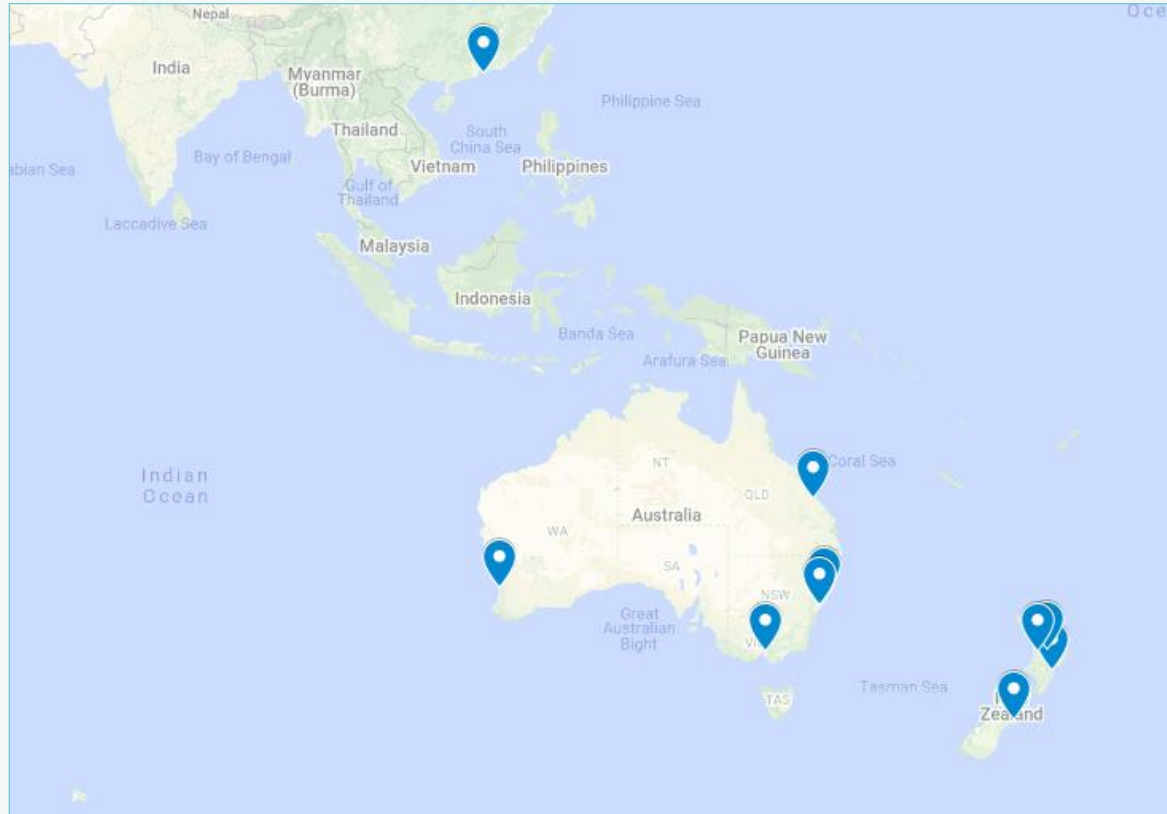 Oce
Nepal
India
Myanmar
(Burma)
Philippine Sea
Thailand
South
China Sea
Bay of Bengal
Vietnam
Philippines
abian Sea
Gulf of
Thailand
Laccadive Sea
Malaysia
Indonesia
Banda Sea
Papua New
Guinea
Arafura Sea
Indian
Ocean
Coral Sea
NT
QLD
Australia
WA
SA
NSW
Great
Australian
Bight
VI
Tasman Sea
TAS
Zealand